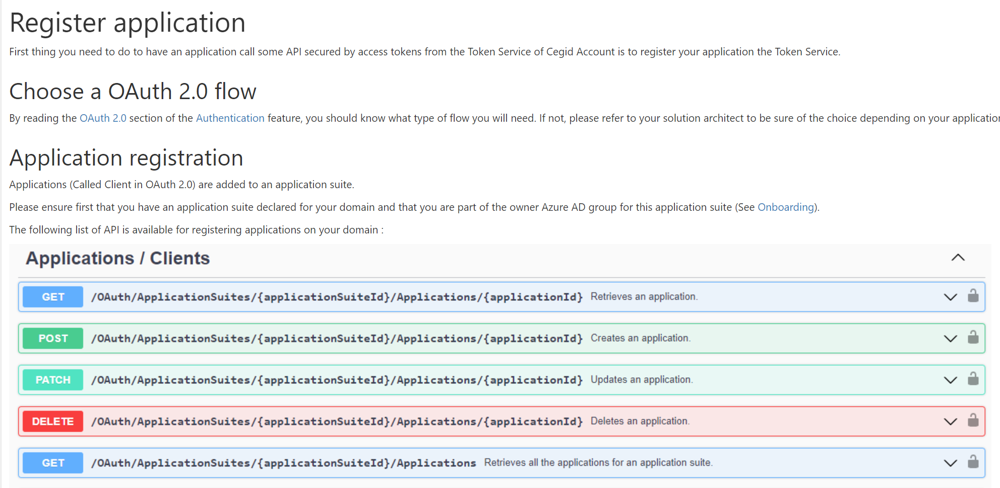 Register application
First thing you need to do to have an application call some API secured by access tokens from the Token Service of Cegid Account is to register your application the Token Service.
Choose a OAuth 2.0 flow
By reading the OAuth 2.0 section of the Authentication feature, you should know what type of flow you will need. If not, please refer to your solution architect to be sure of the choice depending on your application
Application registration
Applications (Called Client in OAuth 2.0) are added to an application suite.
Please ensure first that you have an application suite declared for your domain and that you are part of the owner Azure AD group for this application suite (See Onboarding).
The following list of API is available for registering applications on your domain :
Applications / Clients
GET /OAuth/ApplicationSuites/{applicationSuiteId}/Applications/{applicationId} Retrieves an application.
POST /OAuth/ApplicationSuites/{applicationSuiteId}/Applications/{applicationId} Creates an application.
PATCH /OAuth/ApplicationSuites/{applicationSuiteId}/Applications/{applicationId} Updates an application.
DELETE /OAuth/ApplicationSuites/{applicationSuiteId}/Applications/{applicationId} Deletes an application.
GET /OAuth/ApplicationSuites/{applicationSuiteId}/Applications Retrieves all the applications for an application suite.